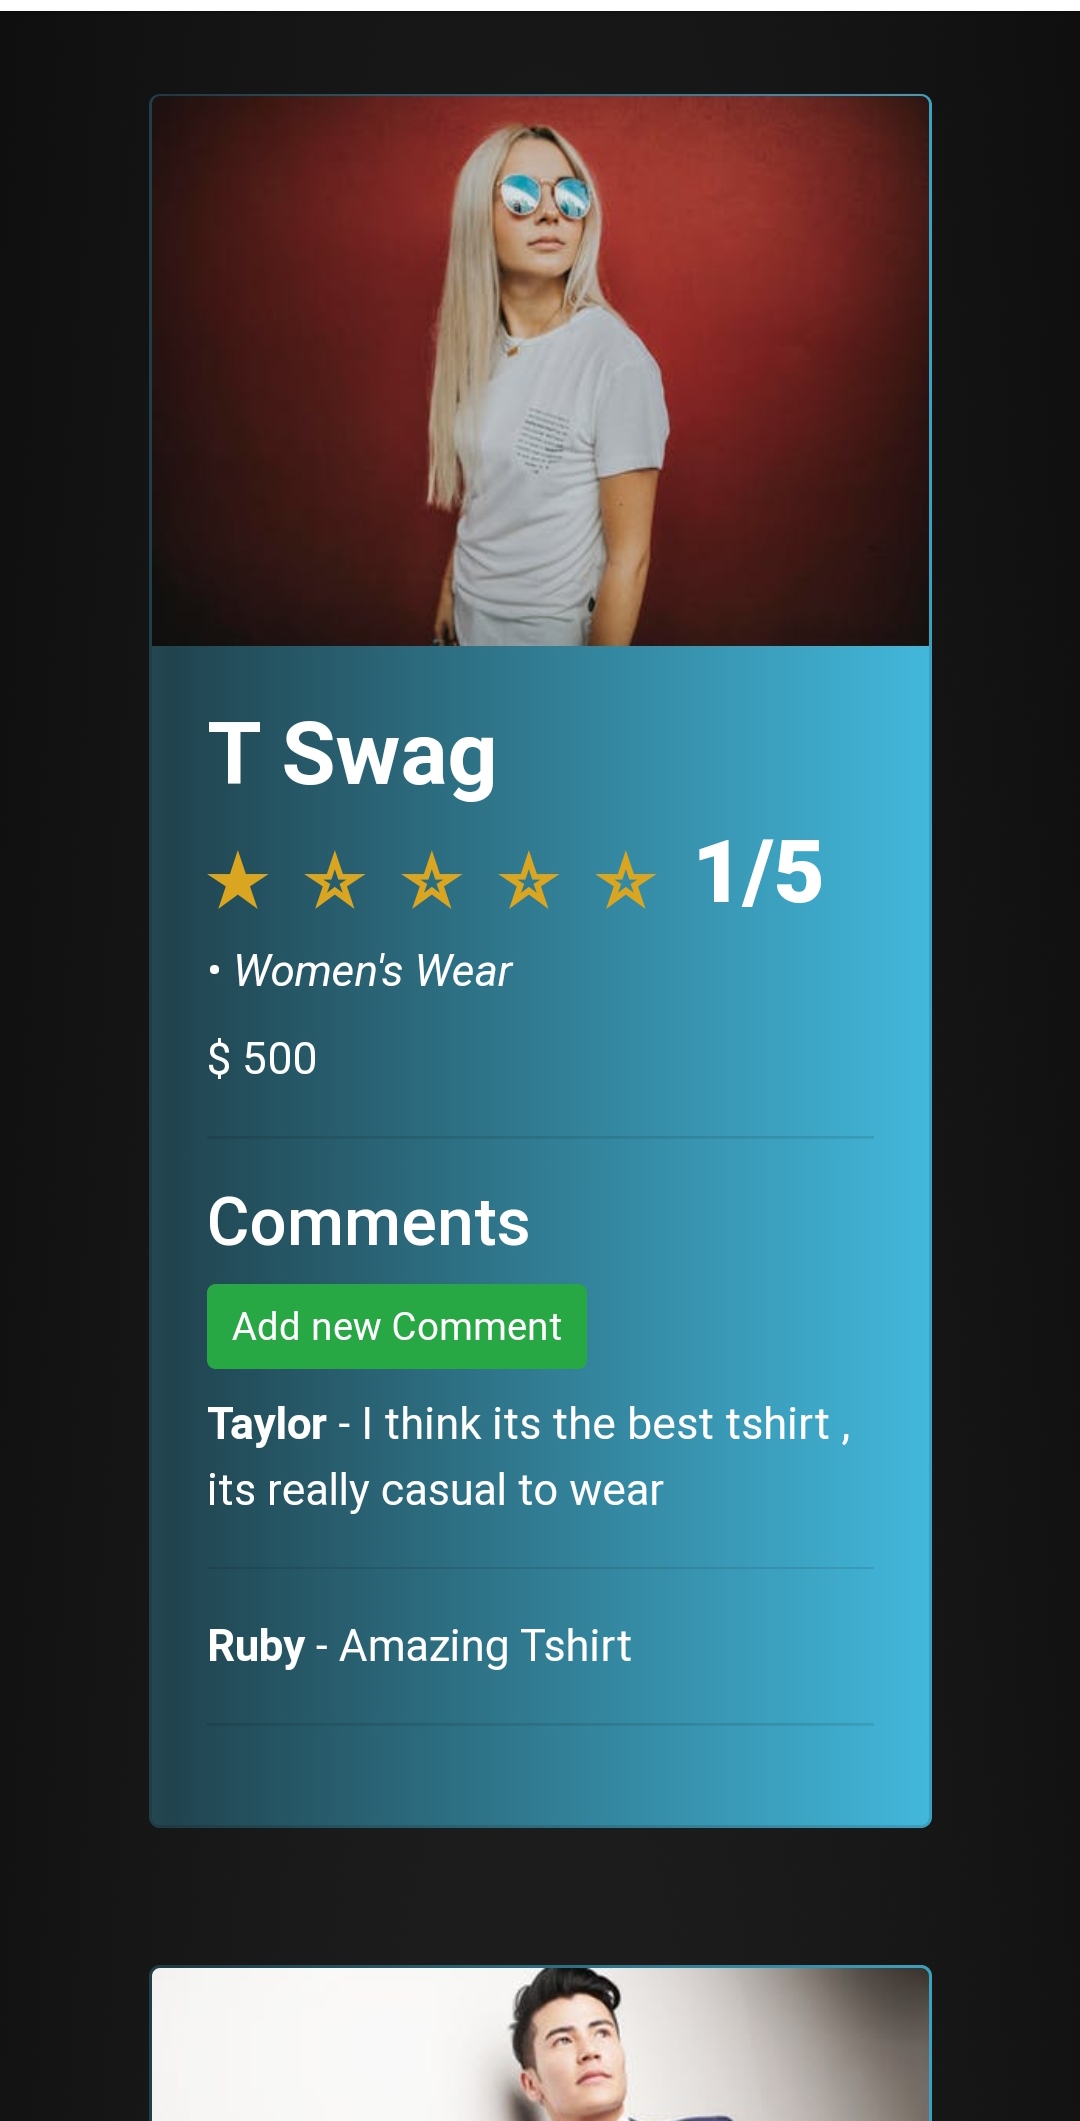 T Swag
★ ☆ ☆ ☆ ☆ 1/5
• Women's Wear
$ 500
Comments
Add new Comment
Taylor - I think its the best tshirt ,
its really casual to wear
Ruby - Amazing Tshirt